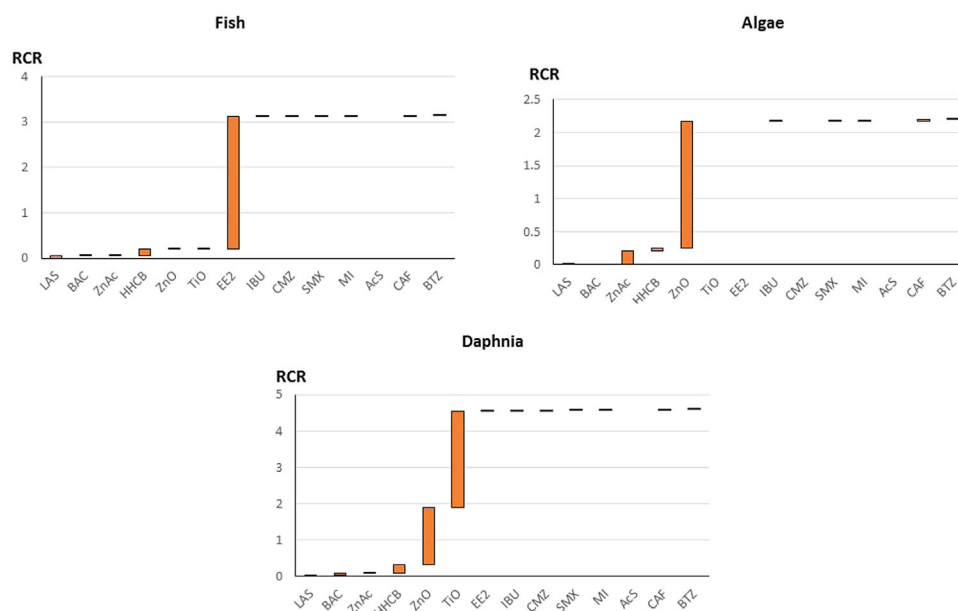 Fish
RCR
4
3
2
1
0
LAS
BAC
ZnAc
HHCB
ZnO
TiO
EE2
IBU
CMZ
SMX
MI
AcS
CAF
BTZ
Algae
RCR
2.5
2
1.5
1
0.5
0
LAS
BAC
ZnAc
HHCB
ZnO
TiO
EE2
IBU
CMZ
SMX
MI
AcS
CAF
BTZ
Daphnia
RCR
5
4
3
2
1
0
LAS
BAC
ZnAc
HHCB
ZnO
TiO
EE2
IBU
CMZ
SMX
MI
AcS
CAF
BTZ